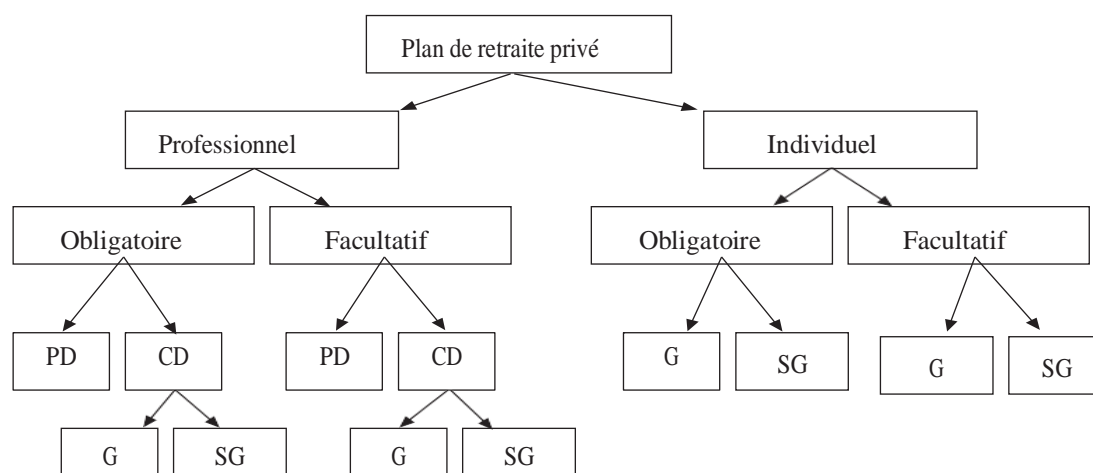 Plan de retraite privé
Professionnel
Individuel
Obligatoire
Facultatif
Obligatoire
Facultatif
PD
CD
PD
CD
G
SG
G
SG
G
SG
G
SG